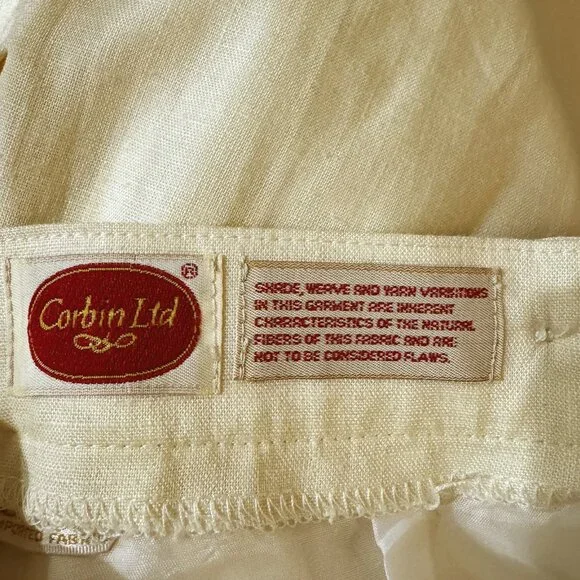 Corbin Ltd ®
SHADE, WEAVE AND YARN VARIATIONS
IN THIS GARMENT ARE INHERENT
CHARACTERISTICS OF THE NATURAL
FIBERS OF THIS FABRIC AND ARE
NOT TO BE CONSIDERED FLAWS.
FABR